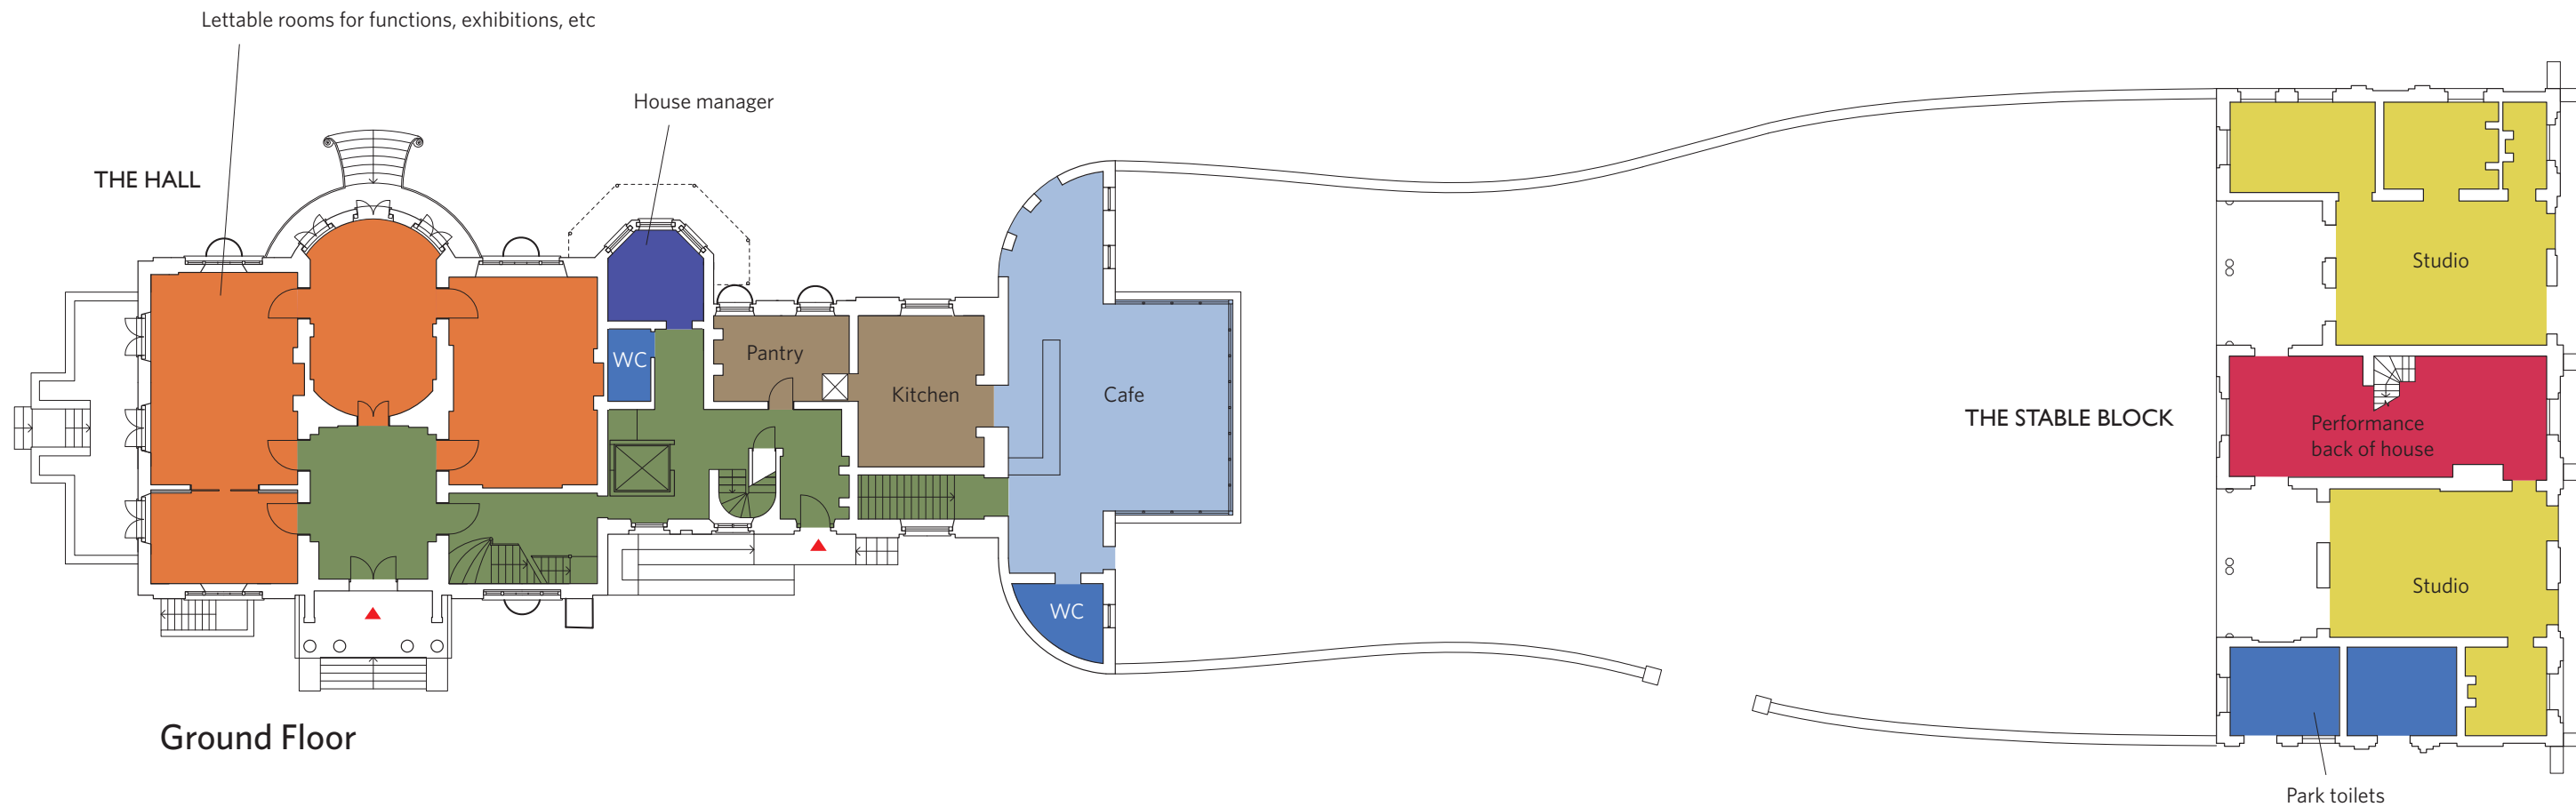 Lettable rooms for functions, exhibitions, etc
House manager
THE HALL
WC
Pantry
Kitchen
Cafe
WC
Studio
THE STABLE BLOCK
Performance
back of house
Studio
Ground Floor
Park toilets